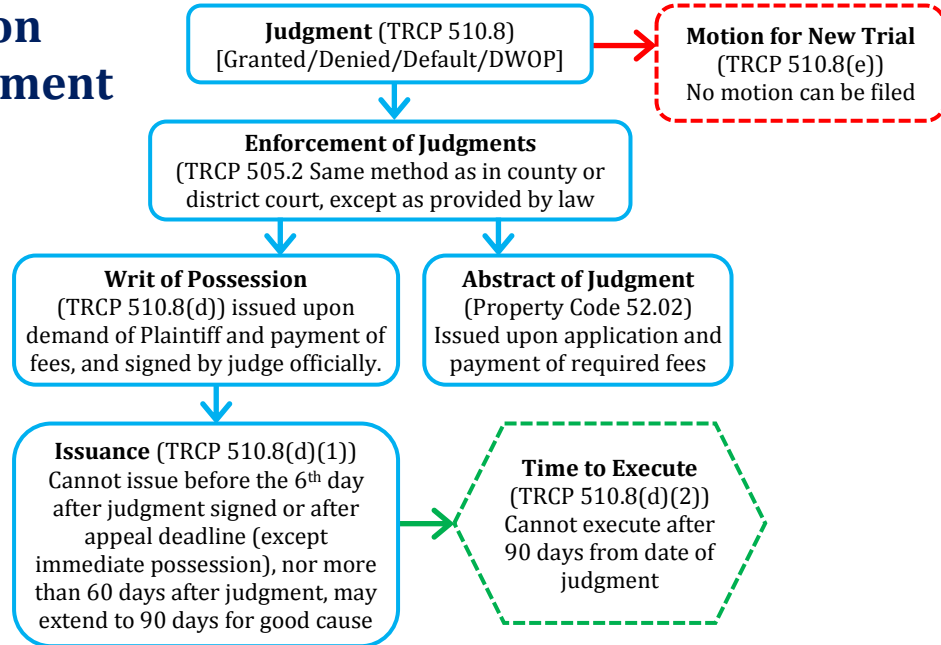 on
ment
Judgment (TRCP 510.8)
[Granted/Denied/Default/DWOP]
Motion for New Trial
(TRCP 510.8(e))
No motion can be filed
Enforcement of Judgments
(TRCP 505.2 Same method as in county or
district court, except as provided by law
Writ of Possession
(TRCP 510.8(d)) issued upon
demand of Plaintiff and payment of
fees, and signed by judge officially.
Abstract of Judgment
(Property Code 52.02)
Issued upon application and
payment of required fees
Issuance (TRCP 510.8(d)(1))
Cannot issue before the 6th day
after judgment signed or after
appeal deadline (except
immediate possession), nor more
than 60 days after judgment, may
extend to 90 days for good cause
Time to Execute
(TRCP 510.8(d)(2))
Cannot execute after
90 days from date of
judgment